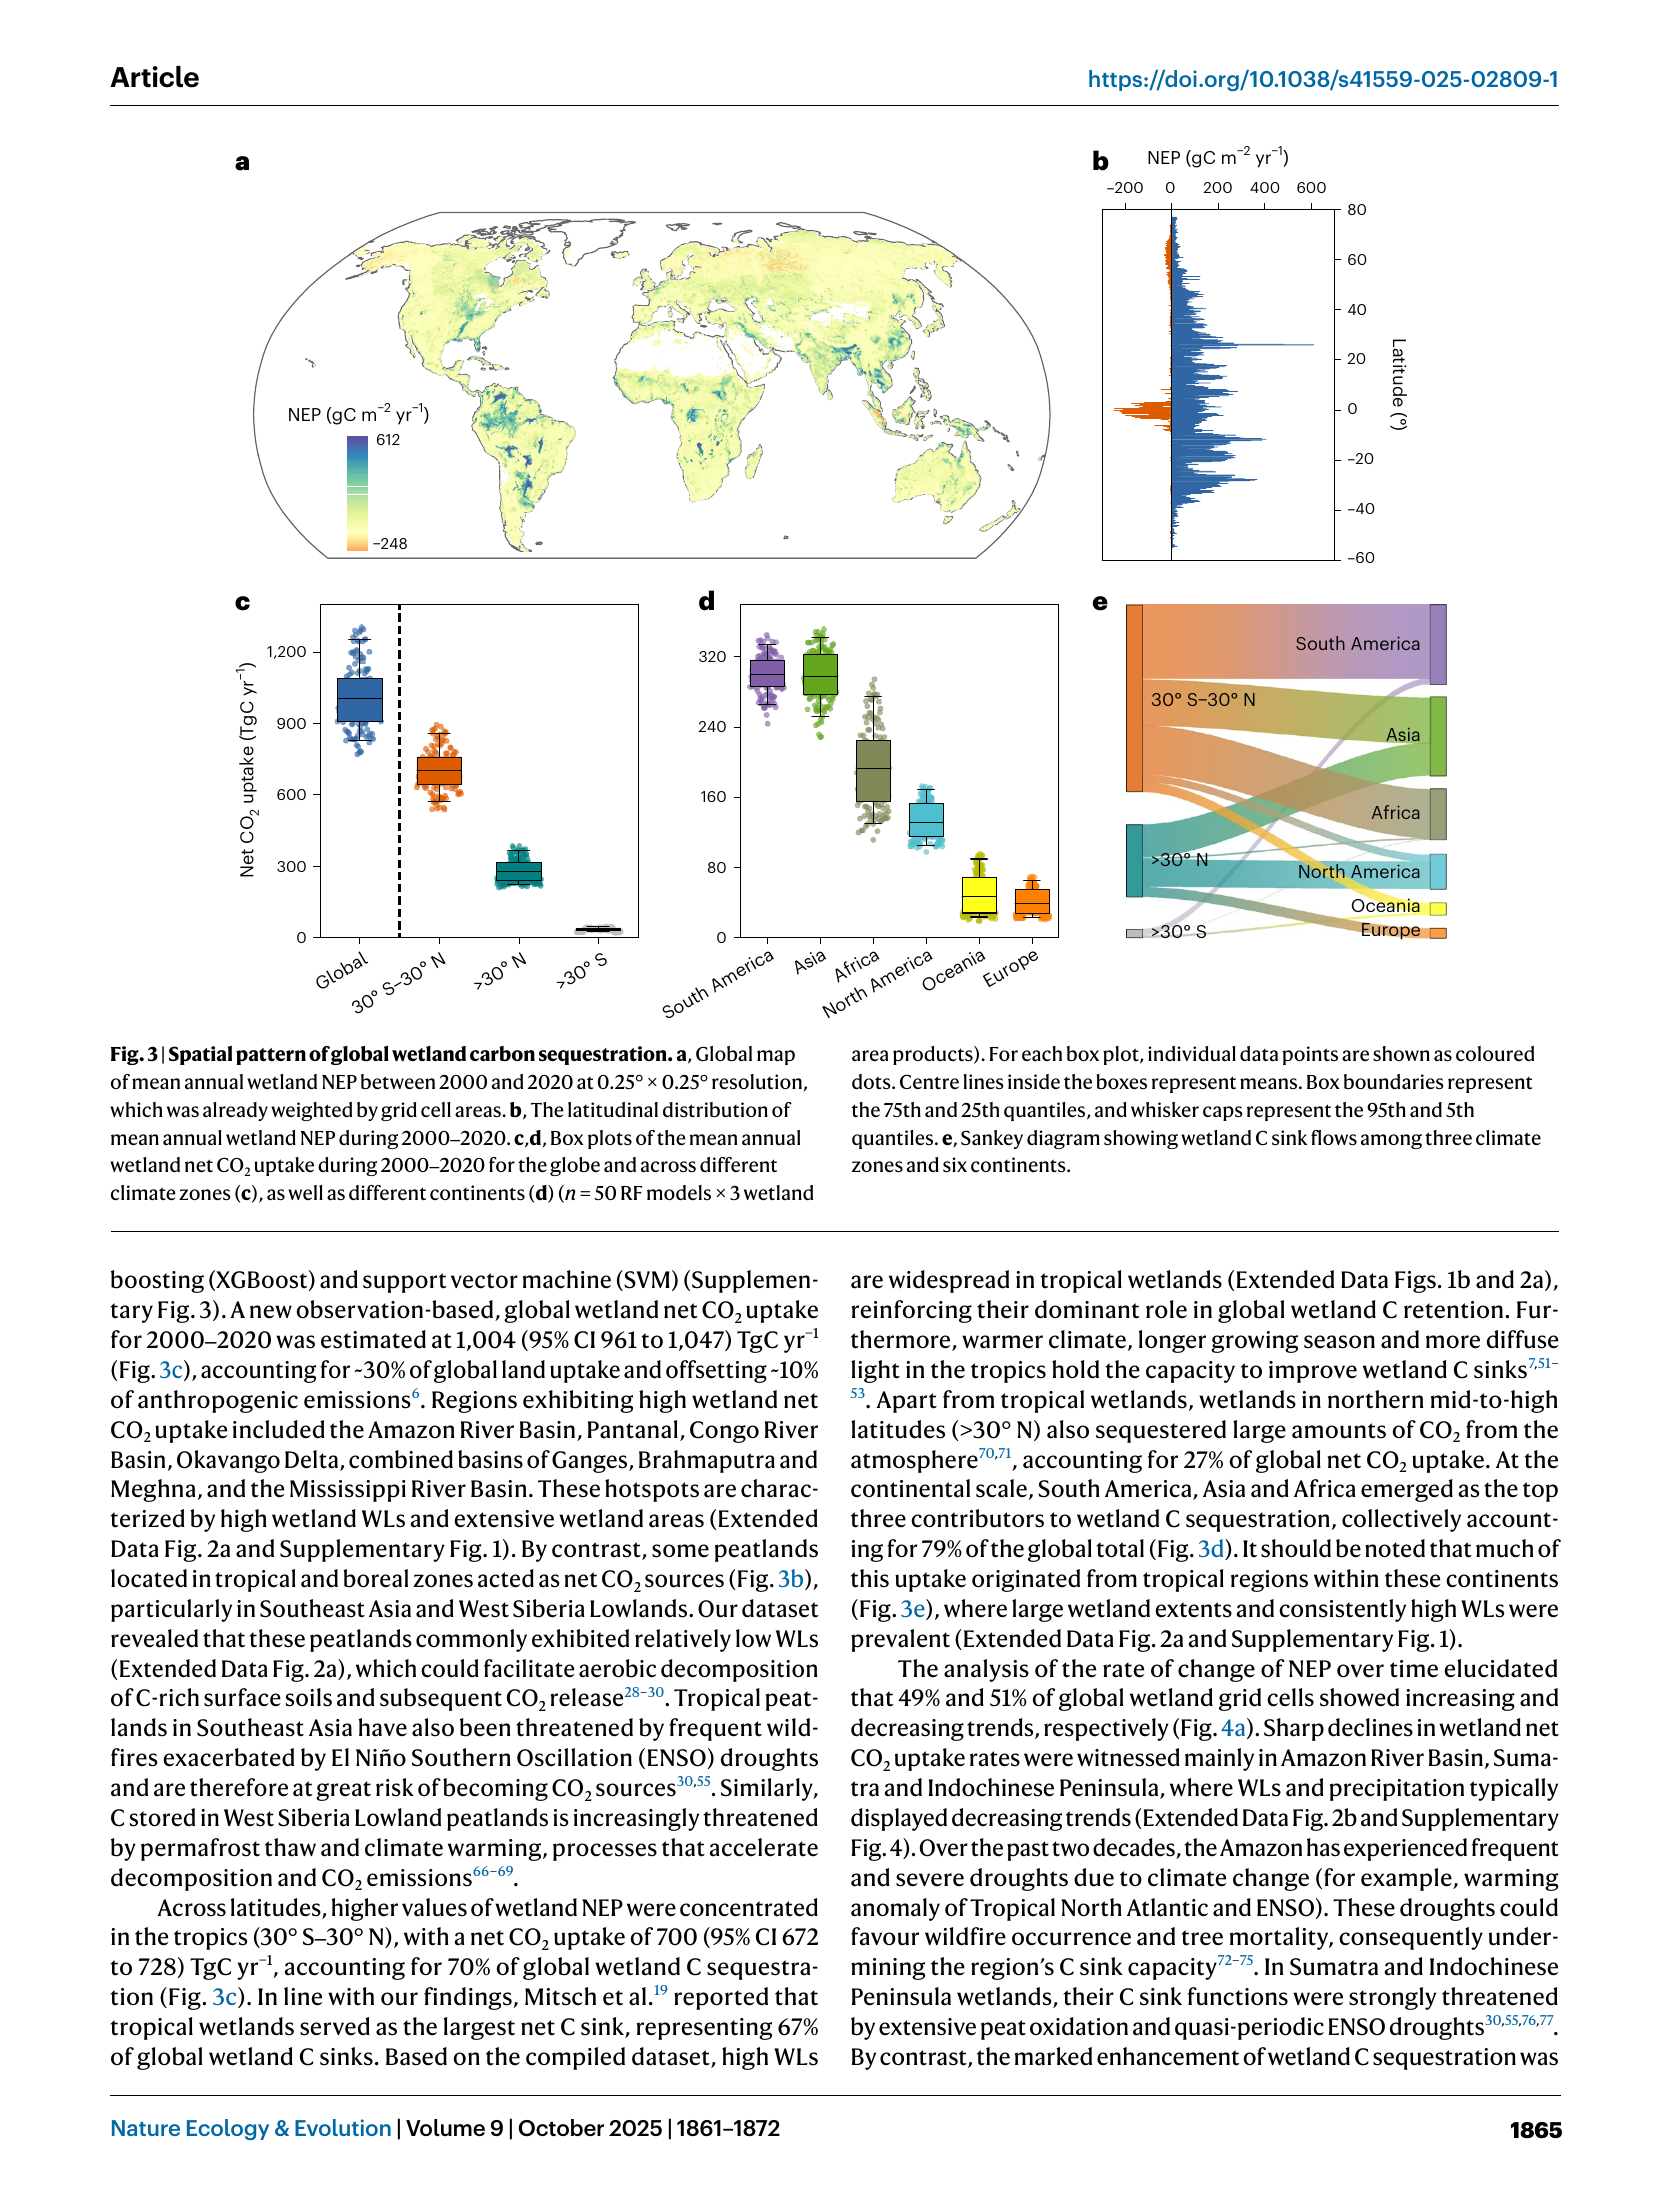 Article
https://doi.org/10.1038/s41559-025-02809-1
a
NEP (gC m⁻² yr⁻¹)
612
−248
b
NEP (gC m⁻² yr⁻¹)
−200 0 200 400 600
80
60
40
20
0
−20
−40
−60
Latitude (°)
c
Net CO₂ uptake (TgC yr⁻¹)
1,200
900
600
300
0
Global
30° S–30° N
>30° N
>30° S
d
320
240
160
80
0
South America
Asia
Africa
North America
Oceania
Europe
e
30° S–30° N
>30° N
>30° S
South America
Asia
Africa
North America
Oceania
Europe
Fig. 3 | Spatial pattern of global wetland carbon sequestration. a, Global map
of mean annual wetland NEP between 2000 and 2020 at 0.25° × 0.25° resolution,
which was already weighted by grid cell areas. b, The latitudinal distribution of
mean annual wetland NEP during 2000–2020. c,d, Box plots of the mean annual
wetland net CO₂ uptake during 2000–2020 for the globe and across different
climate zones (c), as well as different continents (d) (n = 50 RF models × 3 wetland
area products). For each box plot, individual data points are shown as coloured
dots. Centre lines inside the boxes represent means. Box boundaries represent
the 75th and 25th quantiles, and whisker caps represent the 95th and 5th
quantiles. e, Sankey diagram showing wetland C sink flows among three climate
zones and six continents.
boosting (XGBoost) and support vector machine (SVM) (Supplemen-
tary Fig. 3). A new observation-based, global wetland net CO₂ uptake
for 2000–2020 was estimated at 1,004 (95% CI 961 to 1,047) TgC yr⁻¹
(Fig. 3c), accounting for ~30% of global land uptake and offsetting ~10%
of anthropogenic emissions⁶. Regions exhibiting high wetland net
CO₂ uptake included the Amazon River Basin, Pantanal, Congo River
Basin, Okavango Delta, combined basins of Ganges, Brahmaputra and
Meghna, and the Mississippi River Basin. These hotspots are charac-
terized by high wetland WLs and extensive wetland areas (Extended
Data Fig. 2a and Supplementary Fig. 1). By contrast, some peatlands
located in tropical and boreal zones acted as net CO₂ sources (Fig. 3b),
particularly in Southeast Asia and West Siberia Lowlands. Our dataset
revealed that these peatlands commonly exhibited relatively low WLs
(Extended Data Fig. 2a), which could facilitate aerobic decomposition
of C-rich surface soils and subsequent CO₂ release²⁸⁻³⁰. Tropical peat-
lands in Southeast Asia have also been threatened by frequent wild-
fires exacerbated by El Niño Southern Oscillation (ENSO) droughts
and are therefore at great risk of becoming CO₂ sources³⁰,⁵⁵. Similarly,
C stored in West Siberia Lowland peatlands is increasingly threatened
by permafrost thaw and climate warming, processes that accelerate
decomposition and CO₂ emissions⁶⁶⁻⁶⁹.
Across latitudes, higher values of wetland NEP were concentrated
in the tropics (30° S–30° N), with a net CO₂ uptake of 700 (95% CI 672
to 728) TgC yr⁻¹, accounting for 70% of global wetland C sequestra-
tion (Fig. 3c). In line with our findings, Mitsch et al.¹⁹ reported that
tropical wetlands served as the largest net C sink, representing 67%
of global wetland C sinks. Based on the compiled dataset, high WLs
are widespread in tropical wetlands (Extended Data Figs. 1b and 2a),
reinforcing their dominant role in global wetland C retention. Fur-
thermore, warmer climate, longer growing season and more diffuse
light in the tropics hold the capacity to improve wetland C sinks⁷,⁵¹⁻
⁵³. Apart from tropical wetlands, wetlands in northern mid-to-high
latitudes (>30° N) also sequestered large amounts of CO₂ from the
atmosphere⁷⁰,⁷¹, accounting for 27% of global net CO₂ uptake. At the
continental scale, South America, Asia and Africa emerged as the top
three contributors to wetland C sequestration, collectively account-
ing for 79% of the global total (Fig. 3d). It should be noted that much of
this uptake originated from tropical regions within these continents
(Fig. 3e), where large wetland extents and consistently high WLs were
prevalent (Extended Data Fig. 2a and Supplementary Fig. 1).
The analysis of the rate of change of NEP over time elucidated
that 49% and 51% of global wetland grid cells showed increasing and
decreasing trends, respectively (Fig. 4a). Sharp declines in wetland net
CO₂ uptake rates were witnessed mainly in Amazon River Basin, Suma-
tra and Indochinese Peninsula, where WLs and precipitation typically
displayed decreasing trends (Extended Data Fig. 2b and Supplementary
Fig. 4). Over the past two decades, the Amazon has experienced frequent
and severe droughts due to climate change (for example, warming
anomaly of Tropical North Atlantic and ENSO). These droughts could
favour wildfire occurrence and tree mortality, consequently under-
mining the region's C sink capacity⁷²⁻⁷⁵. In Sumatra and Indochinese
Peninsula wetlands, their C sink functions were strongly threatened
by extensive peat oxidation and quasi-periodic ENSO droughts³⁰,⁵⁵,⁷⁶,⁷⁷.
By contrast, the marked enhancement of wetland C sequestration was
Nature Ecology & Evolution | Volume 9 | October 2025 | 1861–1872
1865